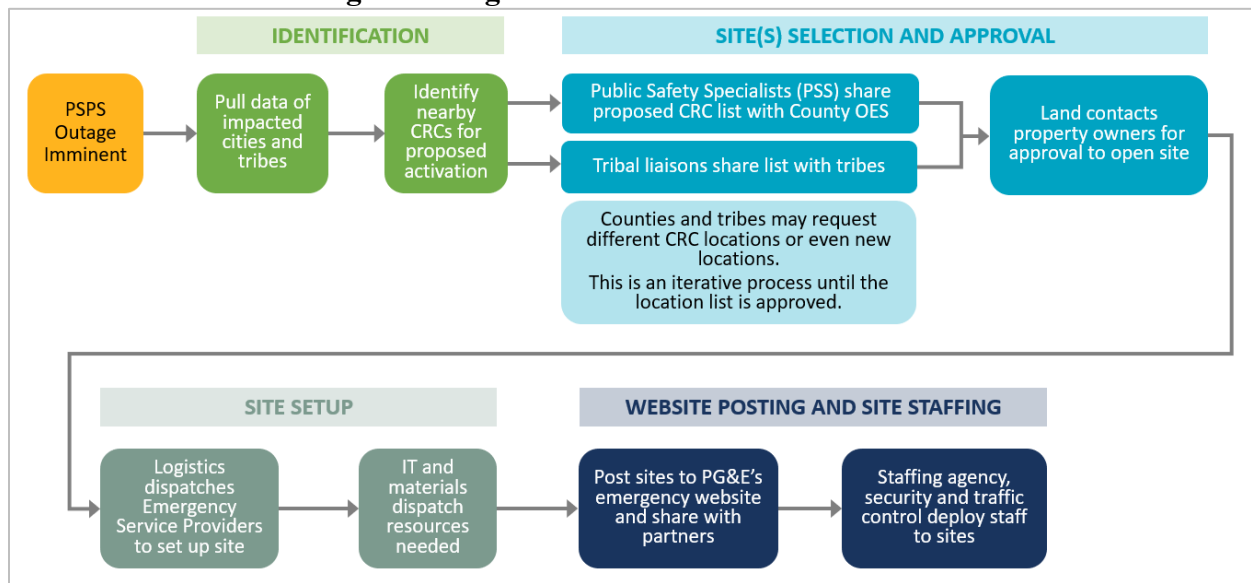 IDENTIFICATION
SITE(S) SELECTION AND APPROVAL
PSPS
Outage
Imminent
Pull data of
impacted
cities and
tribes
Identify
nearby
CRCs for
proposed
activation
Public Safety Specialists (PSS) share
proposed CRC list with County OES
Tribal liaisons share list with tribes
Counties and tribes may request
different CRC locations or even new
locations.
This is an iterative process until the
location list is approved.
Land contacts
property owners for
approval to open site
SITE SETUP
WEBSITE POSTING AND SITE STAFFING
Logistics
dispatches
Emergency
Service Providers
to set up site
IT and
materials
dispatch
resources
needed
Post sites to PG&E's
emergency website
and share with
partners
Staffing agency,
security and traffic
control deploy staff
to sites